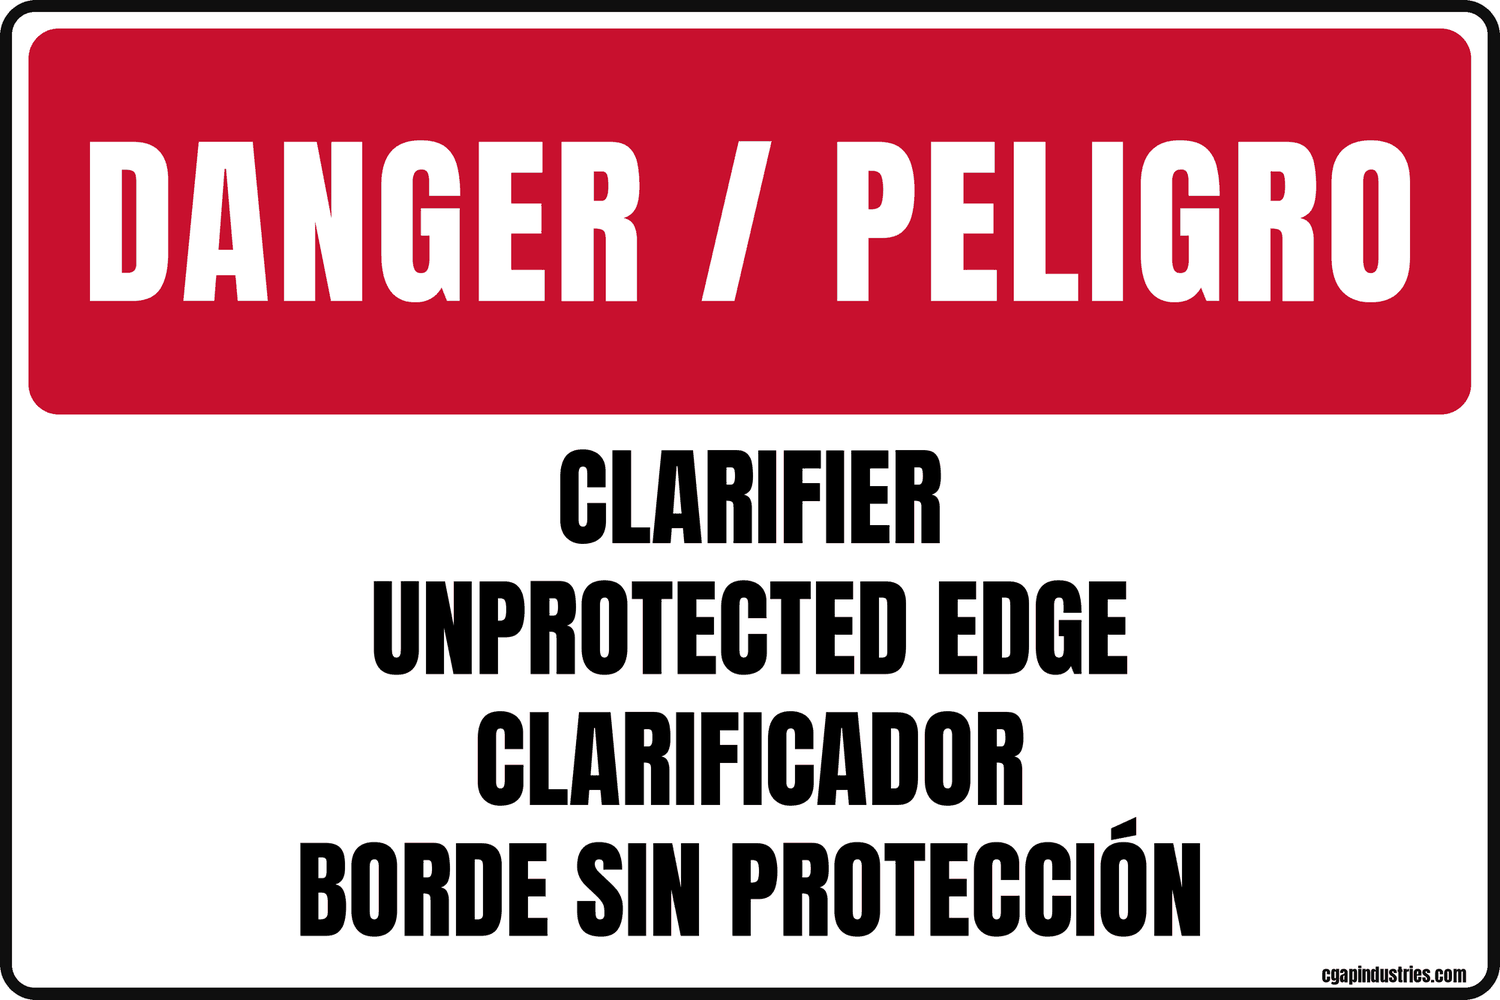 DANGER / PELIGRO
CLARIFIER
UNPROTECTED EDGE
CLARIFICADOR
BORDE SIN PROTECCIÓN
cgapindustries.com